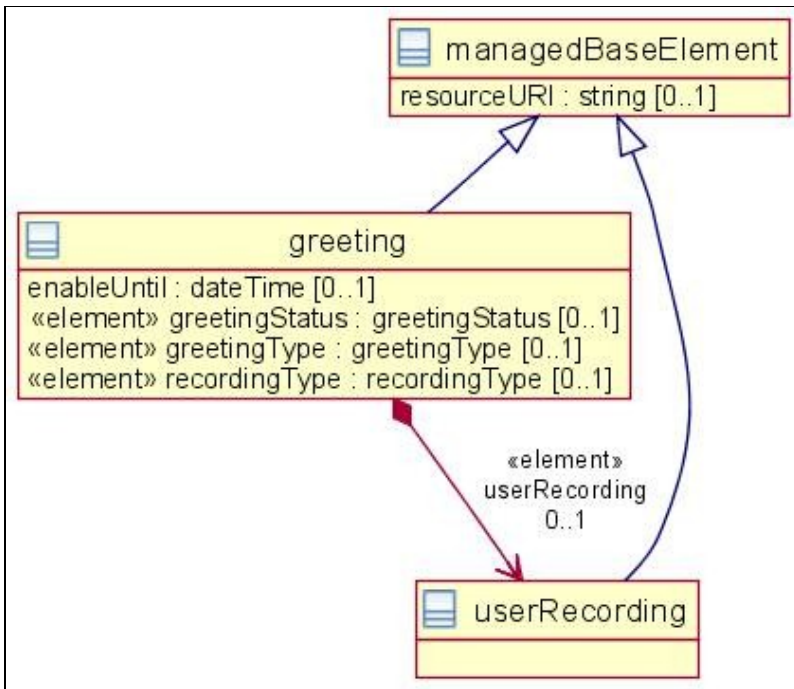 managedBaseElement
resourceURI : string [0..1]
greeting
enableUntil : dateTime [0..1]
«element» greetingStatus : greetingStatus [0..1]
«element» greetingType : greetingType [0..1]
«element» recordingType : recordingType [0..1]
«element»
userRecording
0..1
userRecording